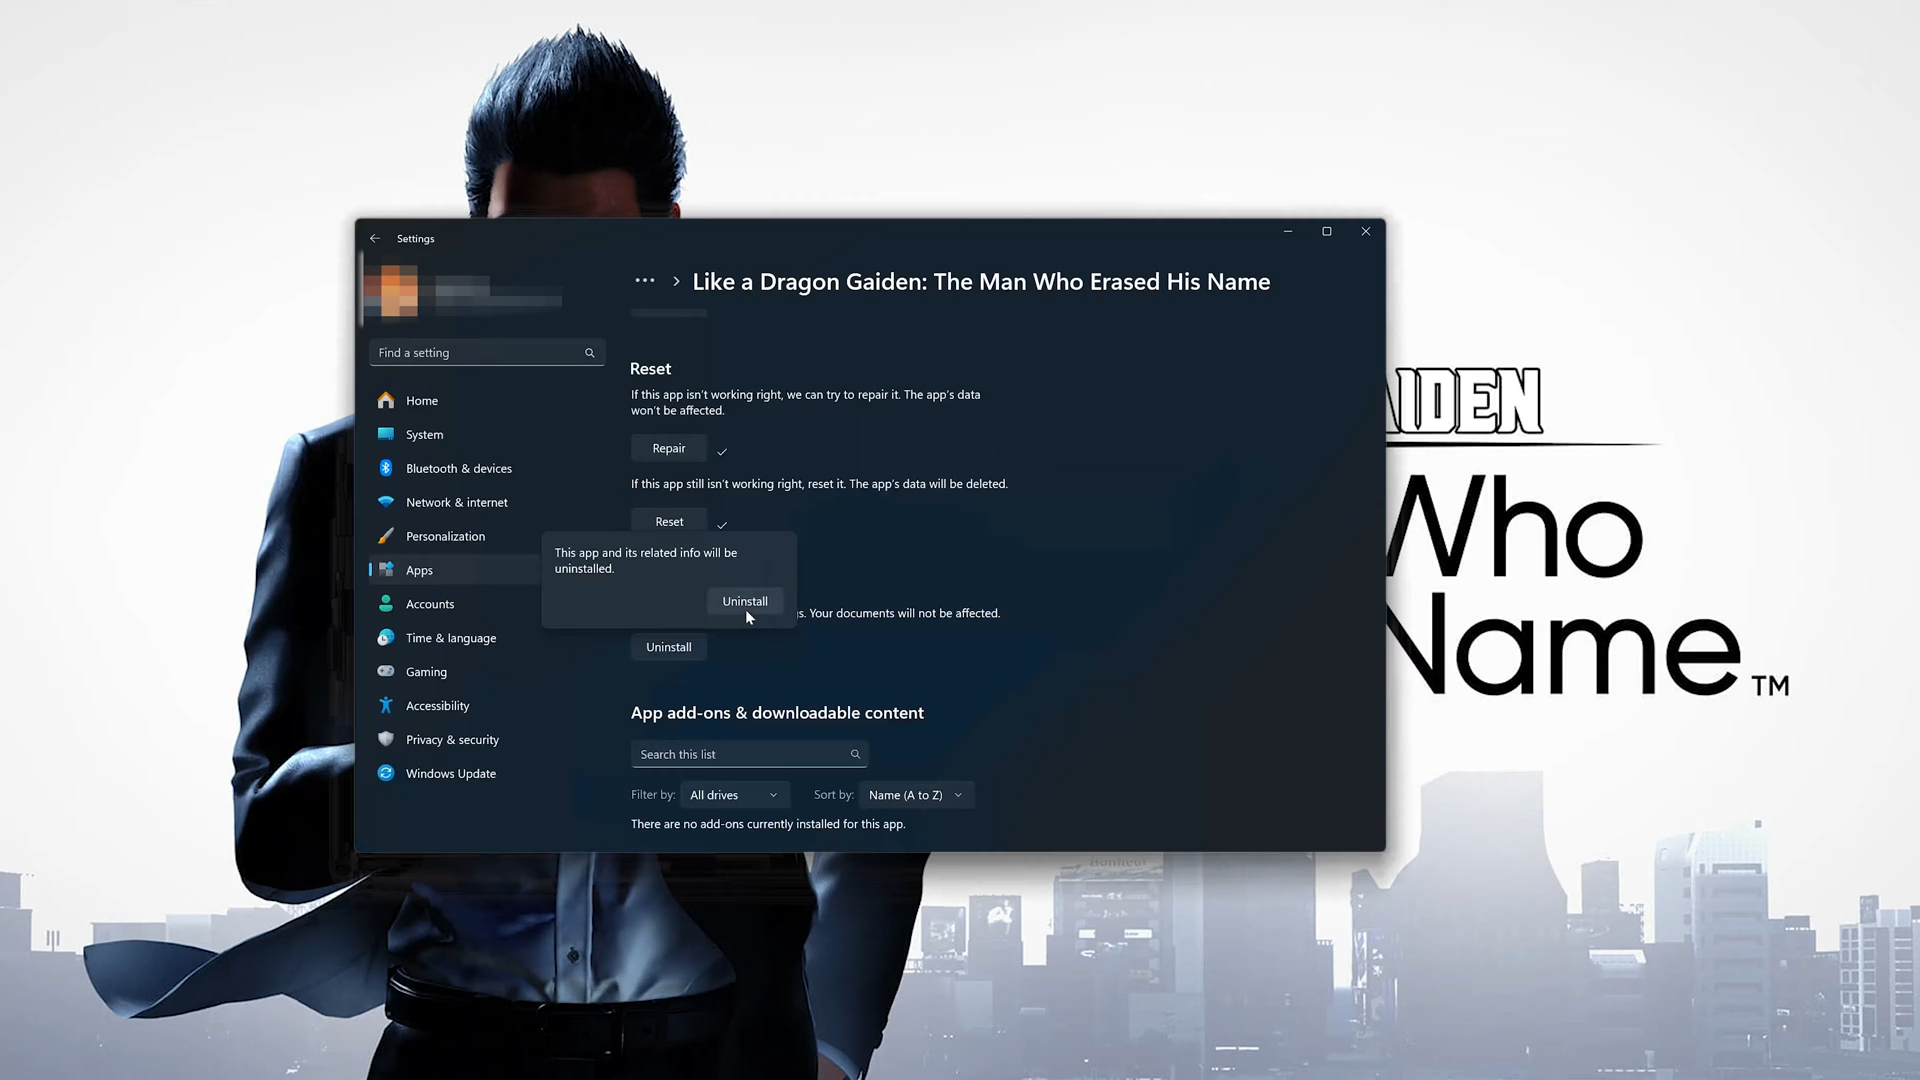 Settings
Like a Dragon Gaiden: The Man Who Erased His Name
Find a setting
Home
System
Bluetooth & devices
Network & internet
Personalization
Apps
Accounts
Time & language
Gaming
Accessibility
Privacy & security
Windows Update
Reset
If this app isn't working right, we can try to repair it. The app's data
won't be affected.
Repair
If this app still isn't working right, reset it. The app's data will be deleted.
Reset
This app and its related info will be
uninstalled.
Uninstall
s. Your documents will not be affected.
Uninstall
App add-ons & downloadable content
Search this list
Filter by: All drives
Sort by: Name (A to Z)
There are no add-ons currently installed for this app.
AIDEN
Who
Name™
Bonheur